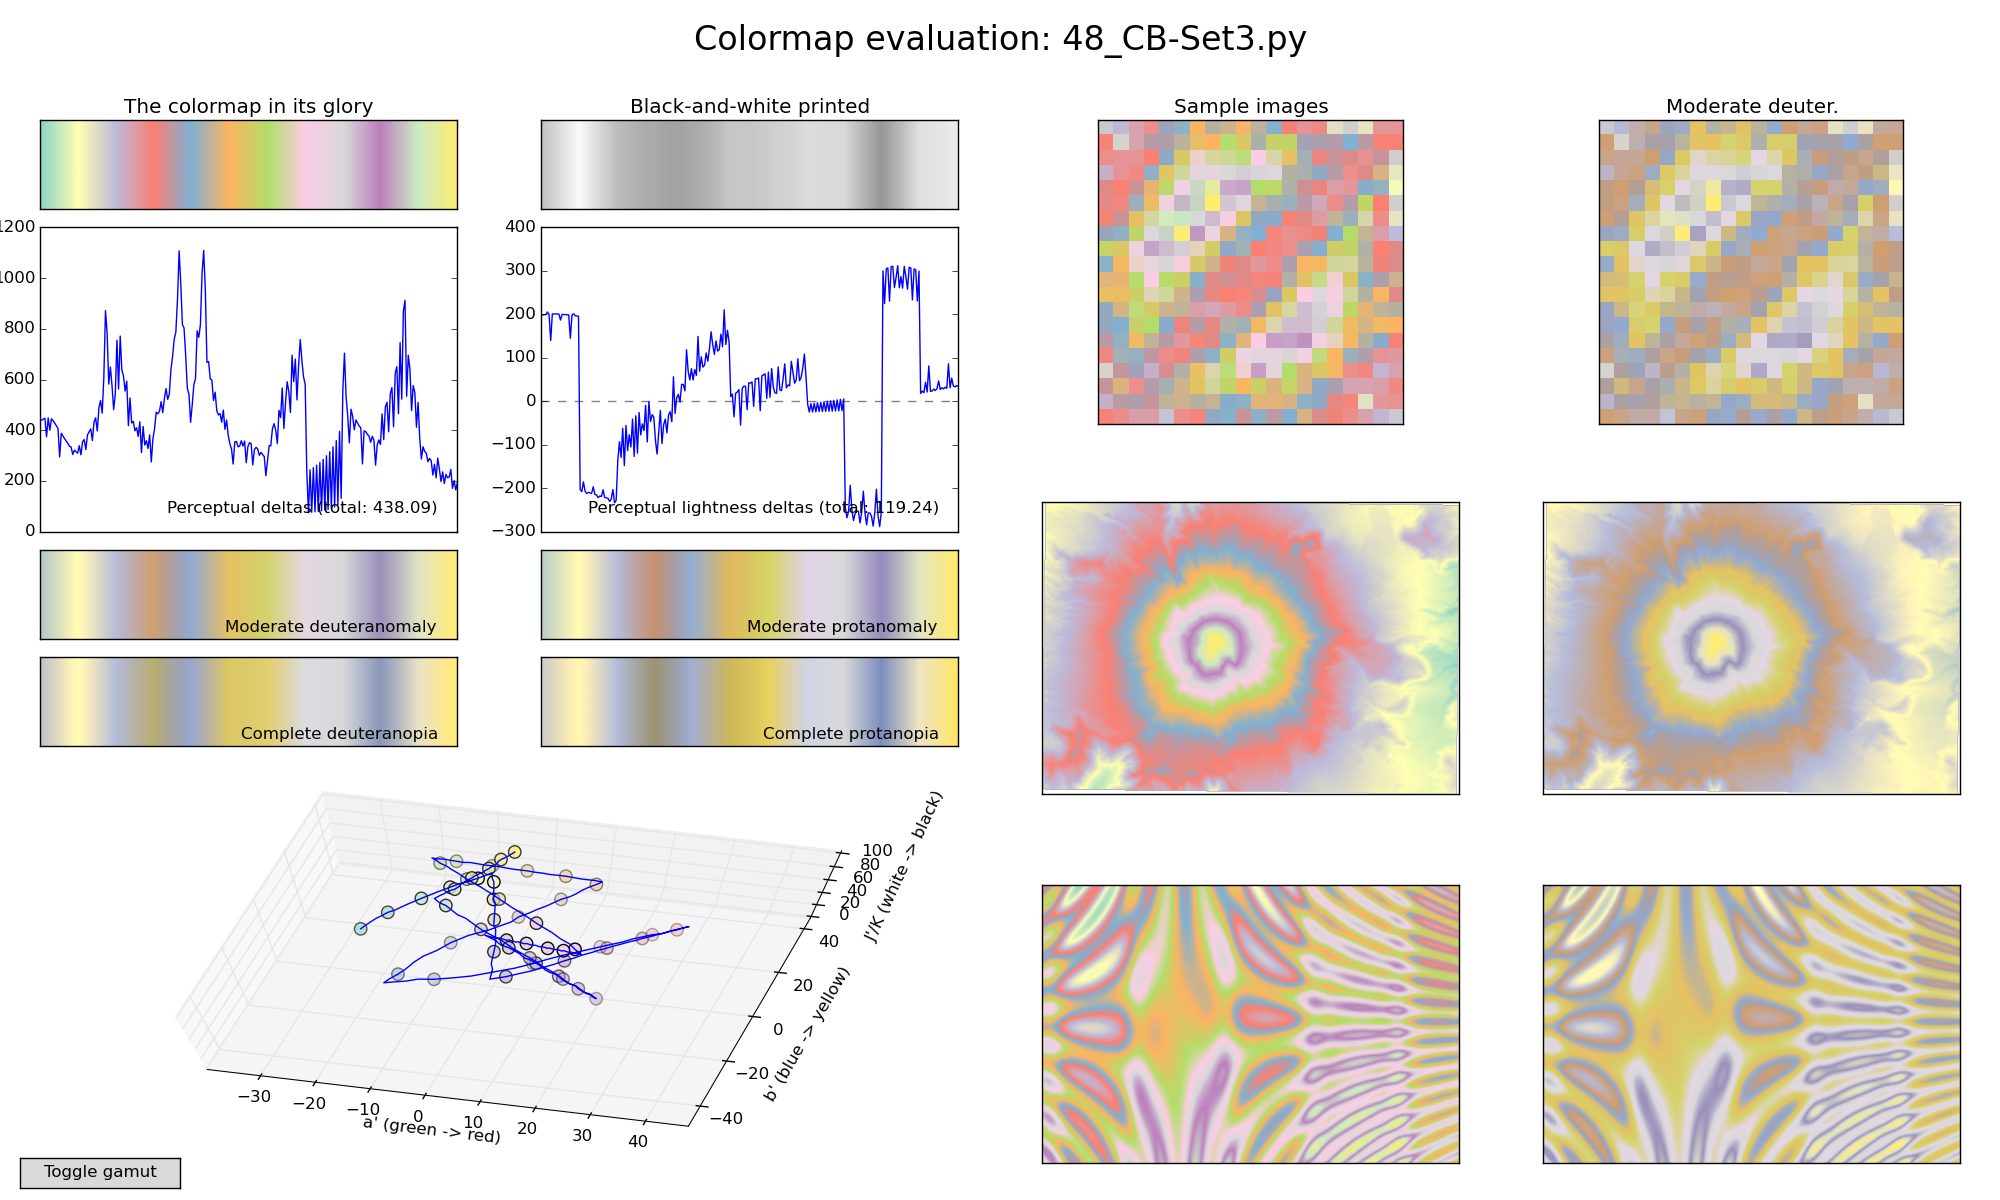 Colormap evaluation: 48_CB-Set3.py
The colormap in its glory
Black-and-white printed
Sample images
Moderate deuter.
1200
1000
800
600
400
200
0
Perceptual deltas (total: 438.09)
400
300
200
100
0
−100
−200
−300
Perceptual lightness deltas (total: 119.24)
Moderate deuteranomaly
Moderate protanomaly
Complete deuteranopia
Complete protanopia
−30
−20
−10
0
10
20
30
40
a' (green -> red)
−40
−20
0
20
40
b' (blue -> yellow)
0
20
40
60
80
100
J'/K (white -> black)
Toggle gamut